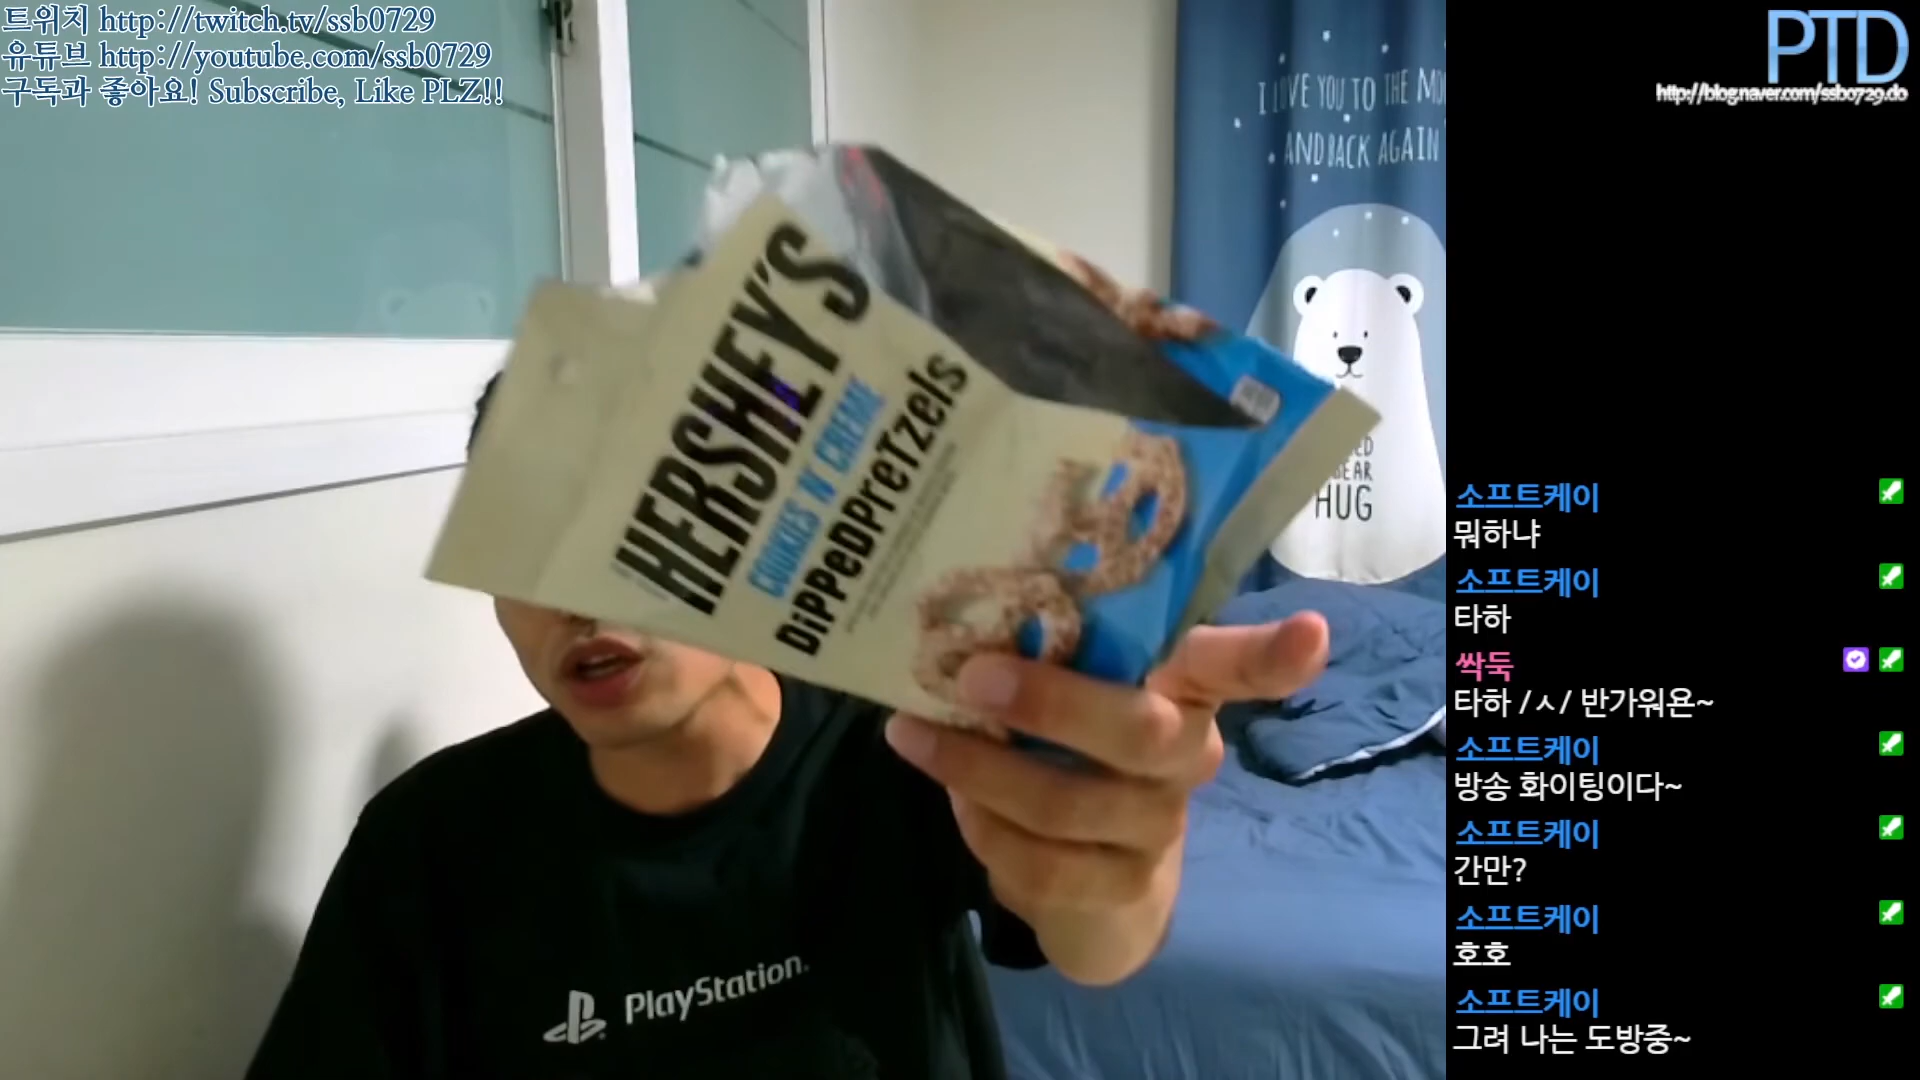 트위치 http://twitch.tv/ssb0729
유튜브 http://youtube.com/ssb0729
구독과 좋아요! Subscribe, Like PLZ!!
PTD
http://blog.naver.com/ssb0729.do
I LOVE YOU TO THE
AND BACK AGAIN
HERSHEY'S
COOKIES N CREME
DiPPeDPreTzels
BEAR
HUG
PlayStation.
소프트케이
뭐하냐
소프트케이
타하
싹둑
타하 /ㅅ/ 반가워욘~
소프트케이
방송 화이팅이다~
소프트케이
간만?
소프트케이
호호
소프트케이
그려 나는 도방중~